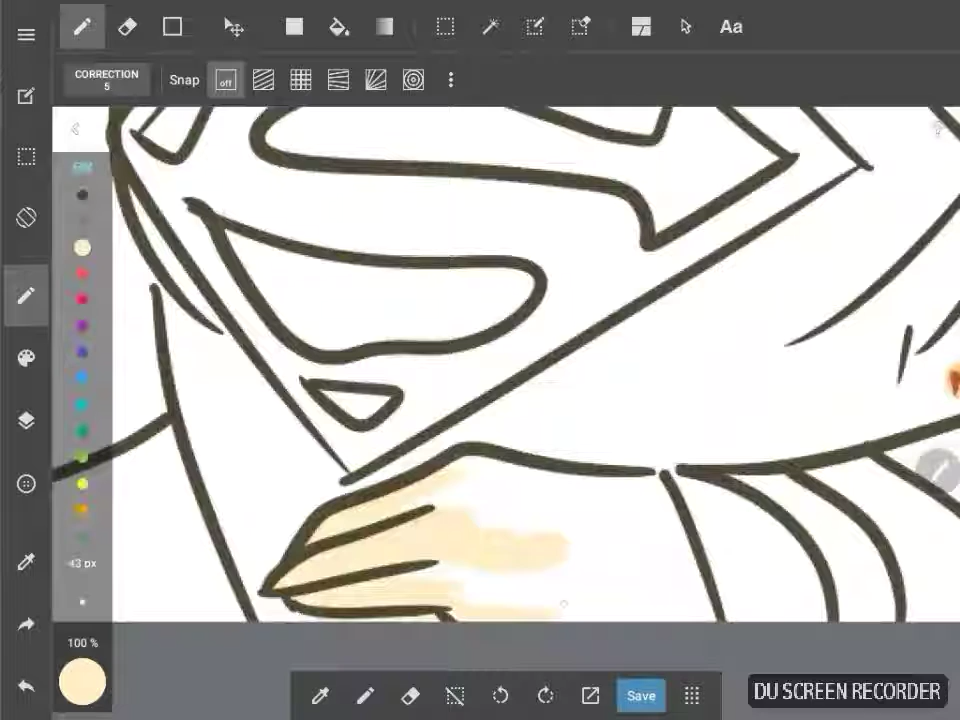 Aa
CORRECTION
5
Snap
off
43 px
100 %
Save
DU SCREEN RECORDER